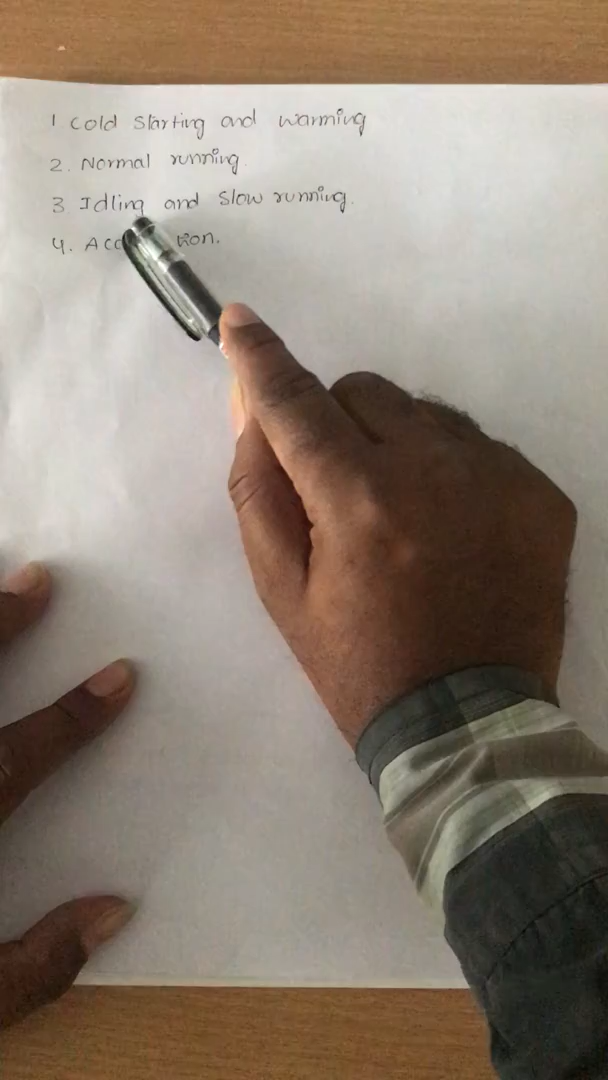 1 Cold Starting and warming
2. Normal running.
3 Idling and Slow running.
4.